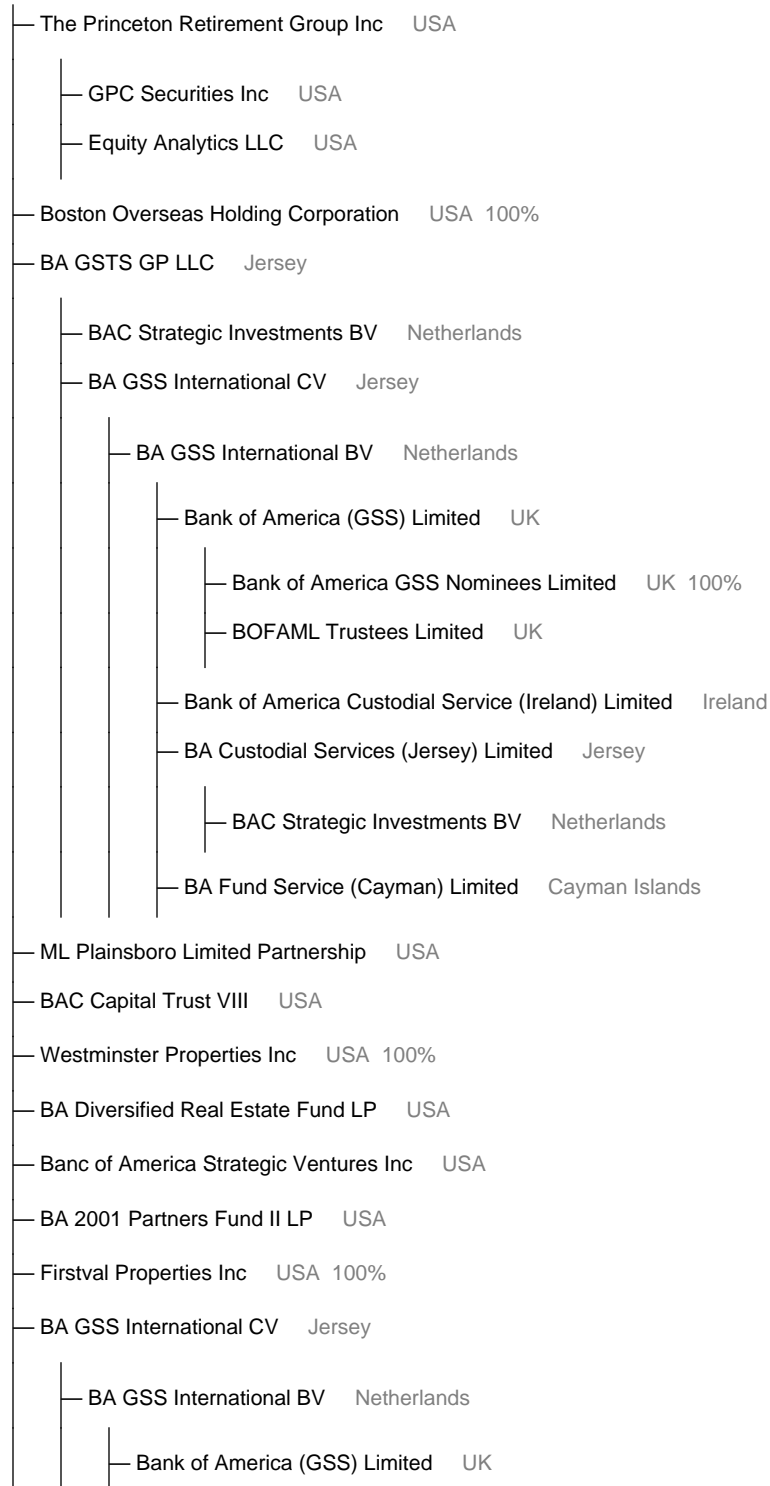 The Princeton Retirement Group Inc USA
GPC Securities Inc USA
Equity Analytics LLC USA
Boston Overseas Holding Corporation USA 100%
BA GSTS GP LLC Jersey
BAC Strategic Investments BV Netherlands
BA GSS International CV Jersey
BA GSS International BV Netherlands
Bank of America (GSS) Limited UK
Bank of America GSS Nominees Limited UK 100%
BOFAML Trustees Limited UK
Bank of America Custodial Service (Ireland) Limited Ireland
BA Custodial Services (Jersey) Limited Jersey
BAC Strategic Investments BV Netherlands
BA Fund Service (Cayman) Limited Cayman Islands
ML Plainsboro Limited Partnership USA
BAC Capital Trust VIII USA
Westminster Properties Inc USA 100%
BA Diversified Real Estate Fund LP USA
Banc of America Strategic Ventures Inc USA
BA 2001 Partners Fund II LP USA
Firstval Properties Inc USA 100%
BA GSS International CV Jersey
BA GSS International BV Netherlands
Bank of America (GSS) Limited UK